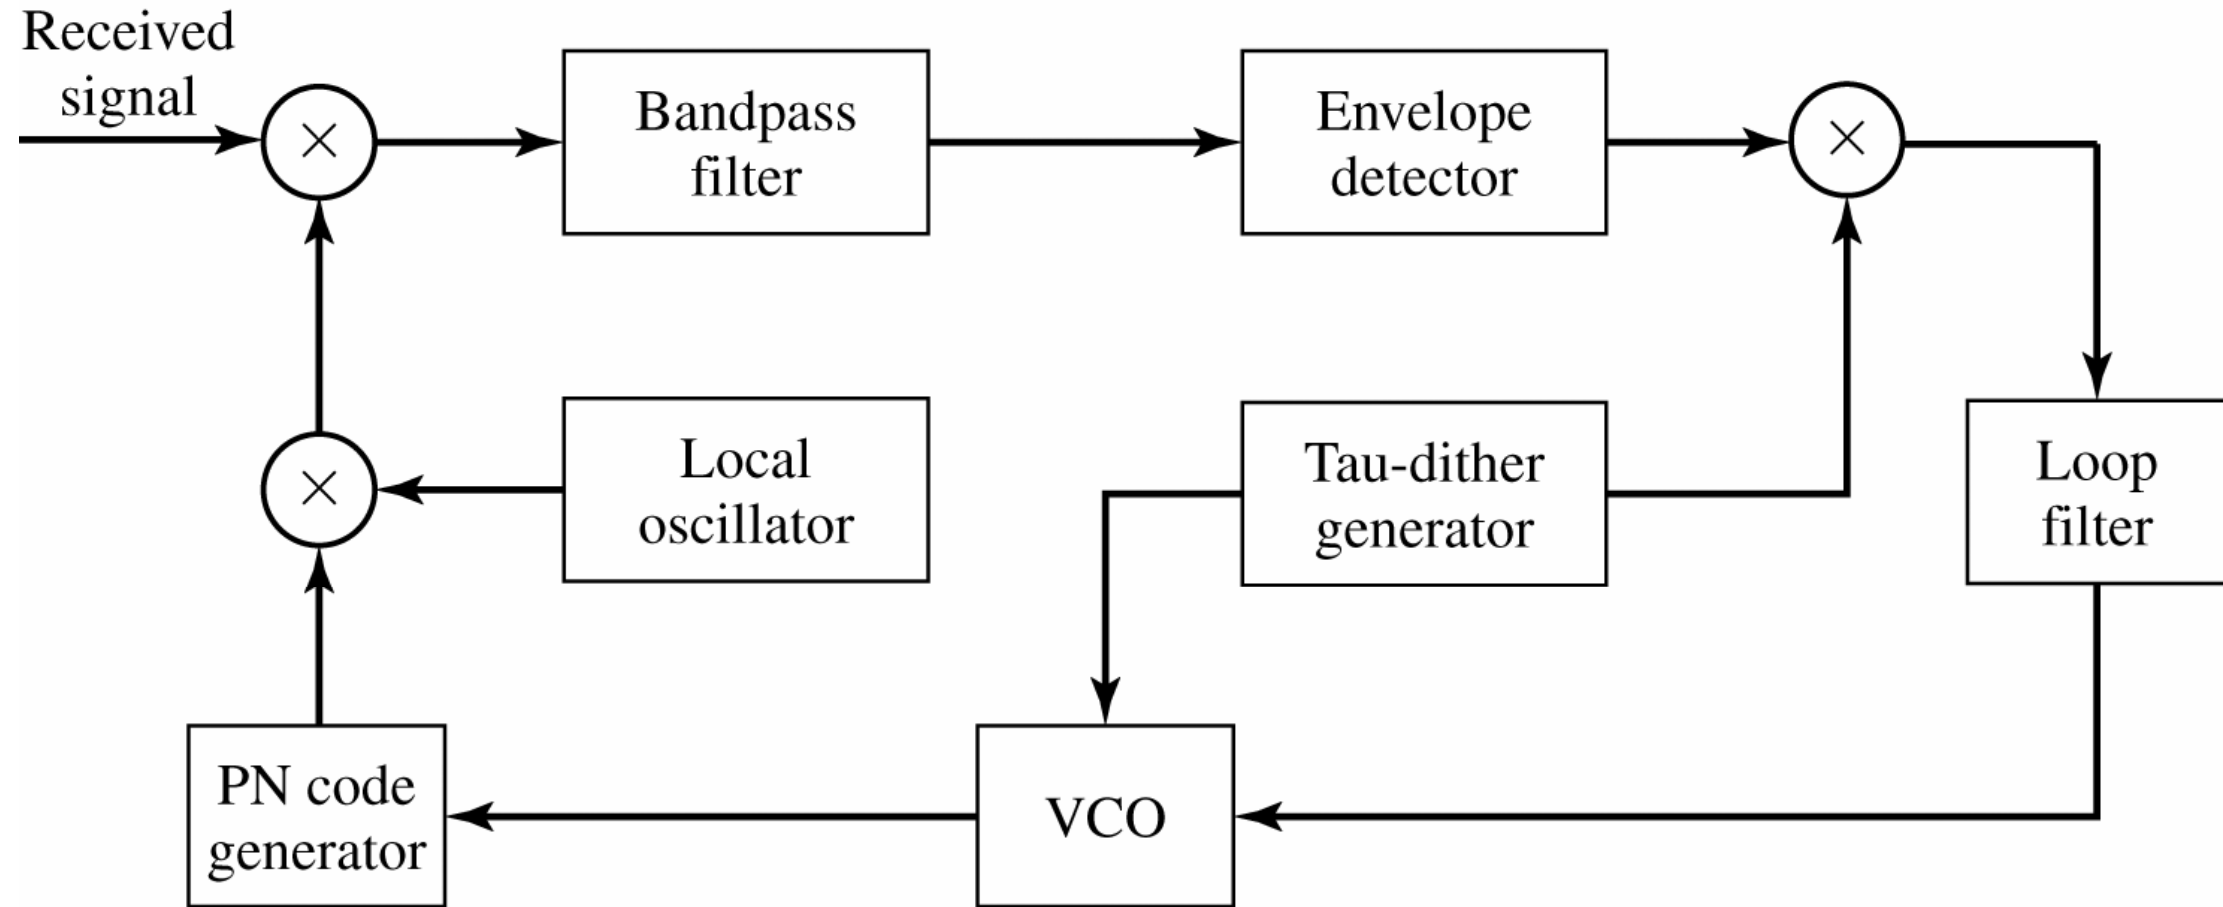 Received
signal
×
Bandpass
filter
Envelope
detector
×
×
Local
oscillator
Tau-dither
generator
Loop
filter
PN code
generator
VCO